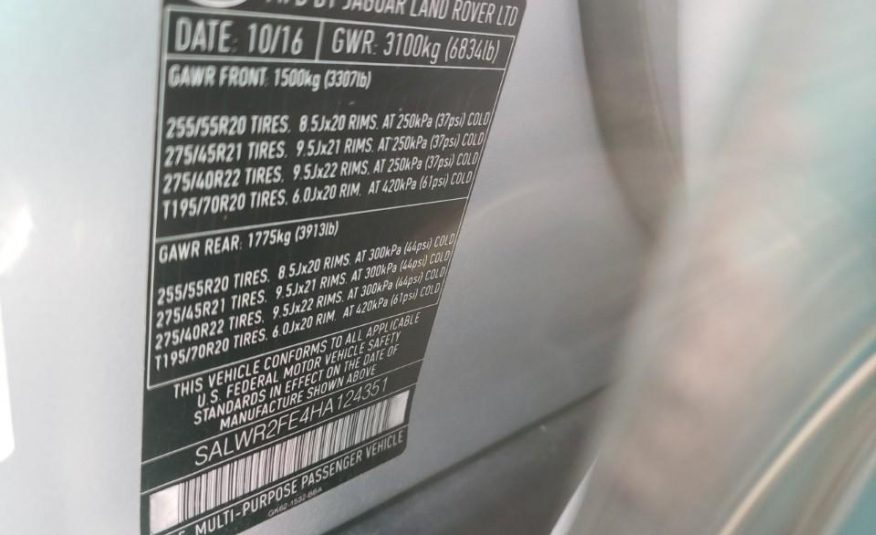 MFD BY JAGUAR LAND ROVER LTD
DATE: 10/16 GWR: 3100kg (6834lb)
GAWR FRONT 1500kg (3307lb)
255/55R20 TIRES. 8.5Jx20 RIMS. AT 250kPa (37psi) COLD
275/45R21 TIRES. 9.5Jx21 RIMS. AT 250kPa (37psi) COLD
275/40R22 TIRES. 9.5Jx22 RIMS. AT 250kPa (37psi) COLD
T195/70R20 TIRES. 6.0Jx20 RIM. AT 420kPa (61psi) COLD
GAWR REAR: 1775kg (3913lb)
255/55R20 TIRES. 8.5Jx20 RIMS. AT 300kPa (44psi) COLD
275/45R21 TIRES. 9.5Jx21 RIMS. AT 300kPa (44psi) COLD
275/40R22 TIRES. 9.5Jx22 RIMS. AT 300kPa (44psi) COLD
T195/70R20 TIRES. 6.0Jx20 RIM. AT 420kPa (61psi) COLD
THIS VEHICLE CONFORMS TO ALL APPLICABLE
U.S. FEDERAL MOTOR VEHICLE SAFETY
STANDARDS IN EFFECT ON THE DATE OF
MANUFACTURE SHOWN ABOVE
SALWR2FE4HA124351
MULTI-PURPOSE PASSENGER VEHICLE